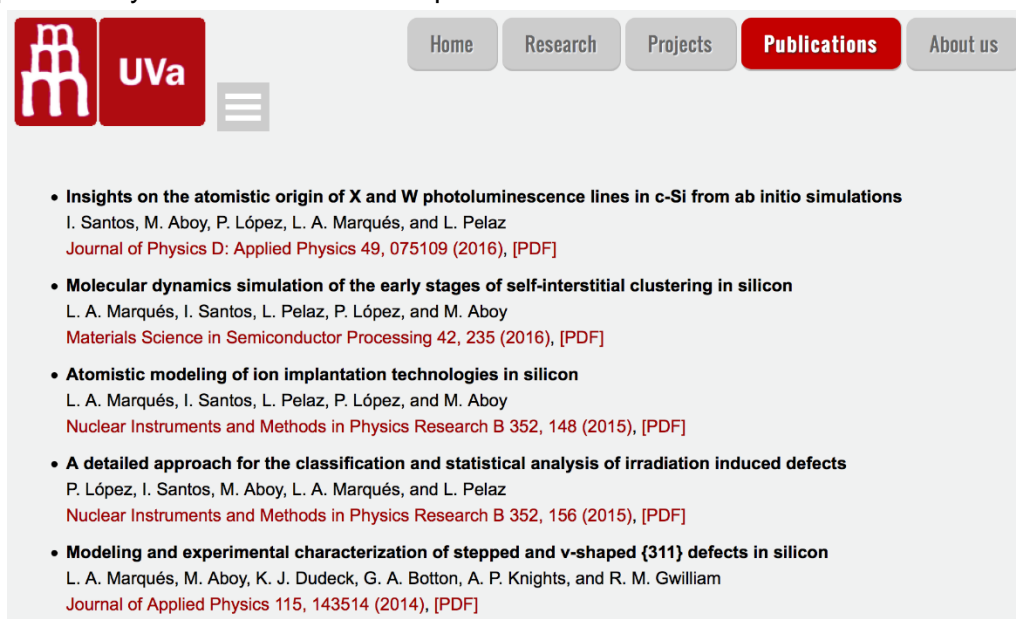 UVa
Home Research Projects Publications About us
• Insights on the atomistic origin of X and W photoluminescence lines in c-Si from ab initio simulations
I. Santos, M. Aboy, P. López, L. A. Marqués, and L. Pelaz
Journal of Physics D: Applied Physics 49, 075109 (2016), [PDF]
• Molecular dynamics simulation of the early stages of self-interstitial clustering in silicon
L. A. Marqués, I. Santos, L. Pelaz, P. López, and M. Aboy
Materials Science in Semiconductor Processing 42, 235 (2016), [PDF]
• Atomistic modeling of ion implantation technologies in silicon
L. A. Marqués, I. Santos, L. Pelaz, P. López, and M. Aboy
Nuclear Instruments and Methods in Physics Research B 352, 148 (2015), [PDF]
• A detailed approach for the classification and statistical analysis of irradiation induced defects
P. López, I. Santos, M. Aboy, L. A. Marqués, and L. Pelaz
Nuclear Instruments and Methods in Physics Research B 352, 156 (2015), [PDF]
• Modeling and experimental characterization of stepped and v-shaped {311} defects in silicon
L. A. Marqués, M. Aboy, K. J. Dudeck, G. A. Botton, A. P. Knights, and R. M. Gwilliam
Journal of Applied Physics 115, 143514 (2014), [PDF]